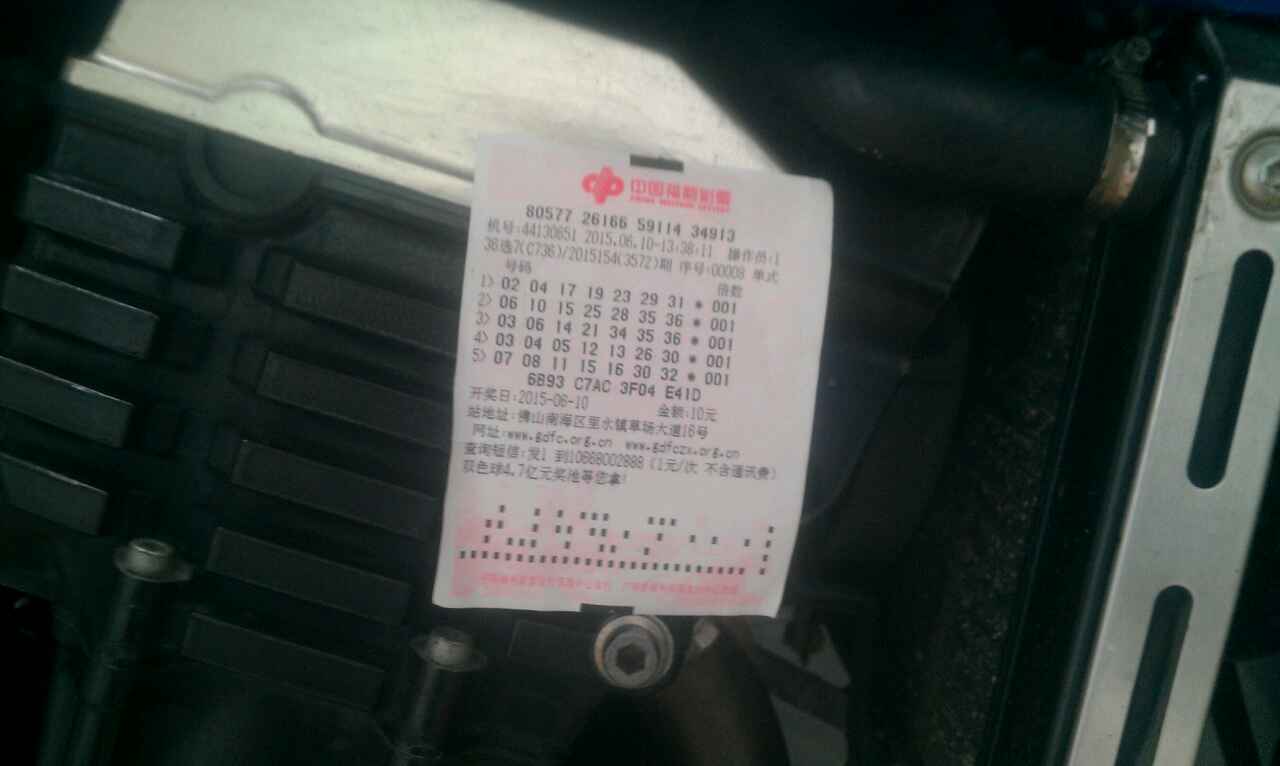 中国福利彩票
CHINA WELFARE LOTTERY
80577 26166 59114 34913
机号:44130651 2015.06.10-13:38:11 操作员:1
36选7(C736)/2015154(3572)期 序号:00008 单式
号码 倍数
1> 02 04 17 19 23 29 31 * 001
2> 06 10 15 25 28 35 36 * 001
3> 03 06 14 21 34 35 36 * 001
4> 03 04 05 12 13 26 30 * 001
5> 07 08 11 15 16 30 32 * 001
6B93 C7AC 3F04 E41D
开奖日:2015-06-10 金额:10元
站地址:佛山南海区里水镇草场大道16号
网址:www.gdfc.org.cn www.gdfczx.org.cn
查询短信:发1 到10668002888 (1元/次 不含通讯费)
双色球4.7亿元奖池等您拿!